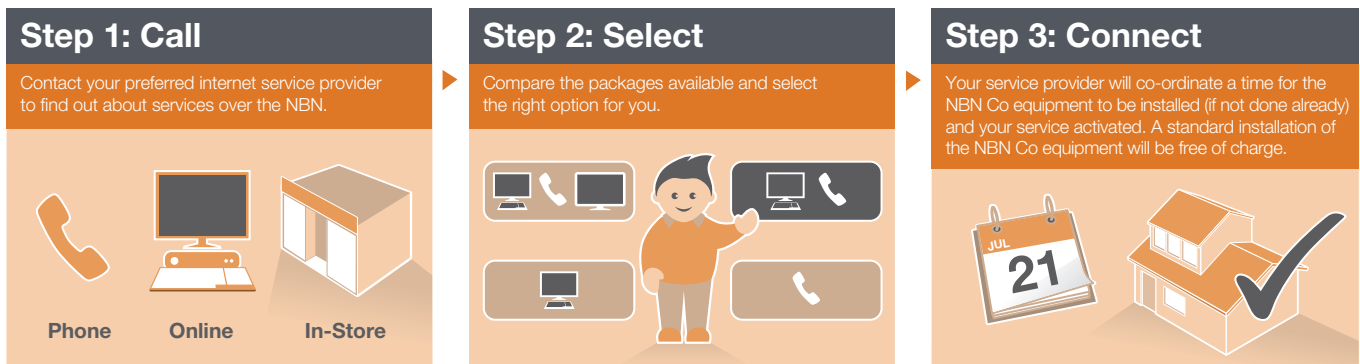 Step 1: Call
Contact your preferred internet service provider
to find out about services over the NBN.
Phone
Online
In-Store
Step 2: Select
Compare the packages available and select
the right option for you.
Step 3: Connect
Your service provider will co-ordinate a time for the
NBN Co equipment to be installed (if not done already)
and your service activated. A standard installation of
the NBN Co equipment will be free of charge.
JUL
21